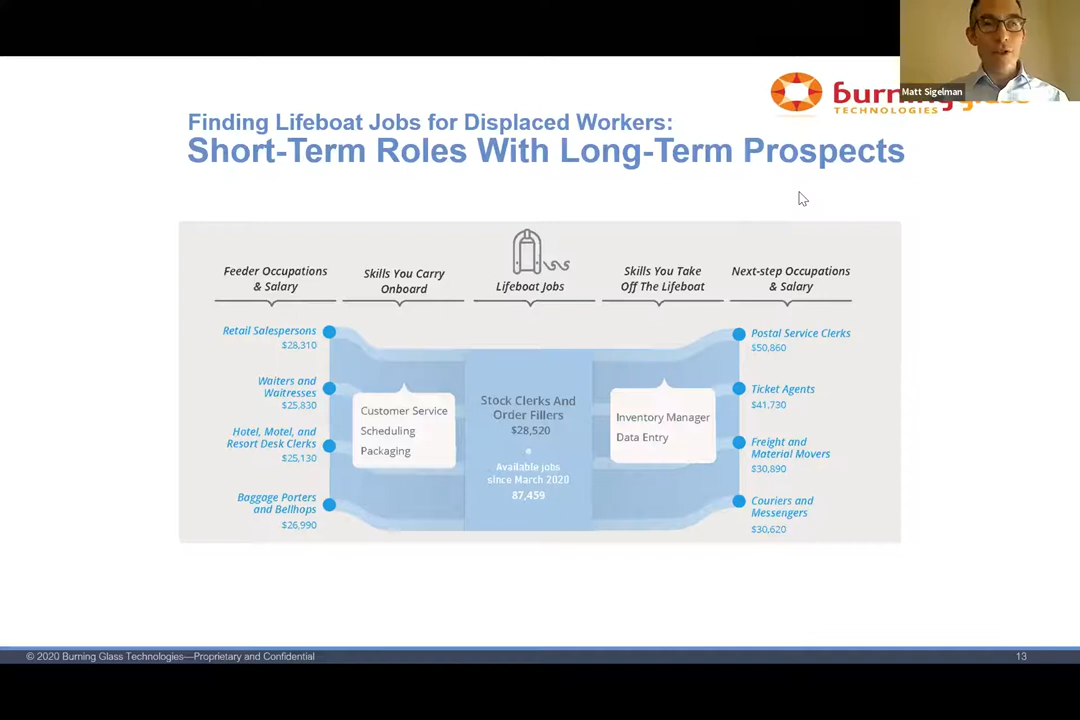 Matt Sigelman
TECHNOLOGIES
Finding Lifeboat Jobs for Displaced Workers:
Short-Term Roles With Long-Term Prospects
Feeder Occupations
& Salary
Skills You Carry
Onboard
Lifeboat Jobs
Skills You Take
Off The Lifeboat
Next-step Occupations
& Salary
Retail Salespersons
$28,310
Waiters and
Waitresses
$25,830
Hotel, Motel, and
Resort Desk Clerks
$25,130
Baggage Porters
and Bellhops
$26,990
Customer Service
Scheduling
Packaging
Stock Clerks And
Order Fillers
$28,520
Available jobs
since March 2020
87,459
Inventory Manager
Data Entry
Postal Service Clerks
$50,860
Ticket Agents
$41,730
Freight and
Material Movers
$30,890
Couriers and
Messengers
$30,620
© 2020 Burning Glass Technologies—Proprietary and Confidential
13